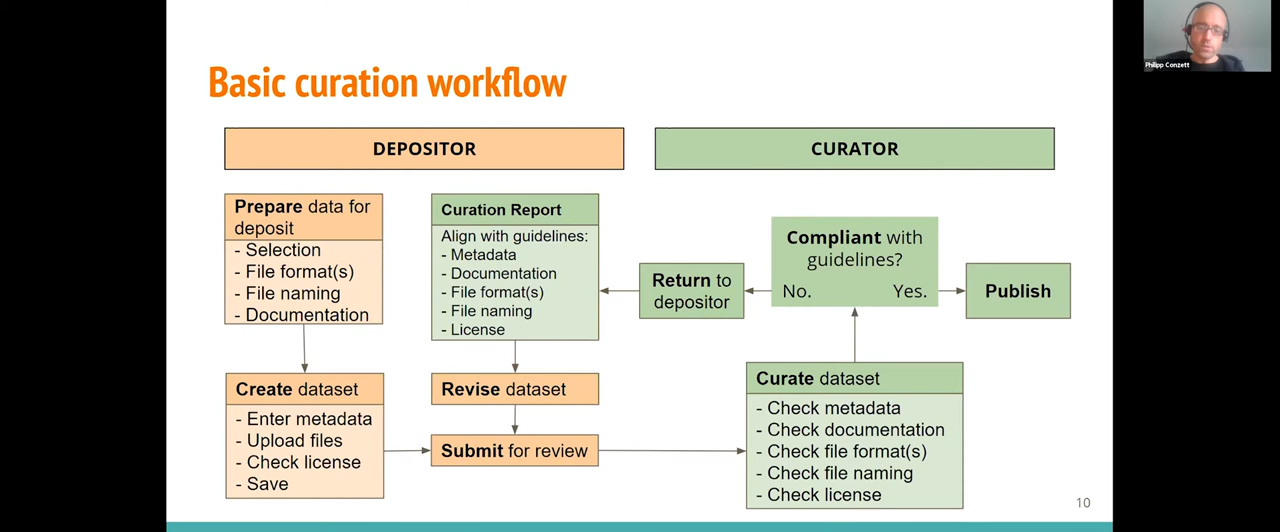 Philipp Conzett
Basic curation workflow
DEPOSITOR
CURATOR
Prepare data for
deposit
- Selection
- File format(s)
- File naming
- Documentation
Create dataset
- Enter metadata
- Upload files
- Check license
- Save
Curation Report
Align with guidelines:
- Metadata
- Documentation
- File format(s)
- File naming
- License
Revise dataset
Submit for review
Return to
depositor
Compliant with
guidelines?
No. Yes.
Publish
Curate dataset
- Check metadata
- Check documentation
- Check file format(s)
- Check file naming
- Check license
10